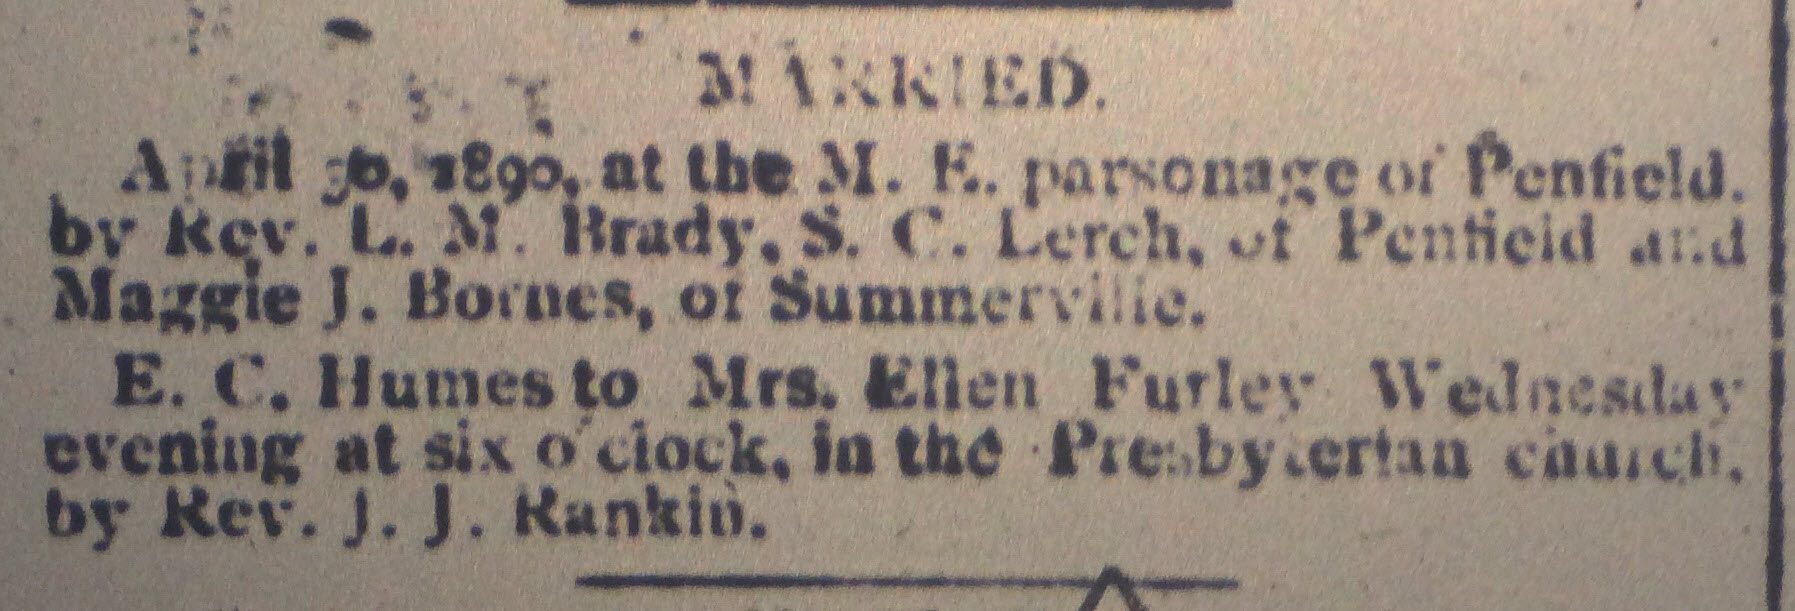 MARRIED.
April 30, 1890, at the M. E. parsonage of Penfield,
by Rev. L. M. Brady, S. C. Lerch, of Penfield and
Maggie J. Bornes, of Summerville.
E. C. Humes to Mrs. Ellen Furley Wednesday
evening at six o'clock, in the Presbyterian church,
by Rev. J. J. Rankin.